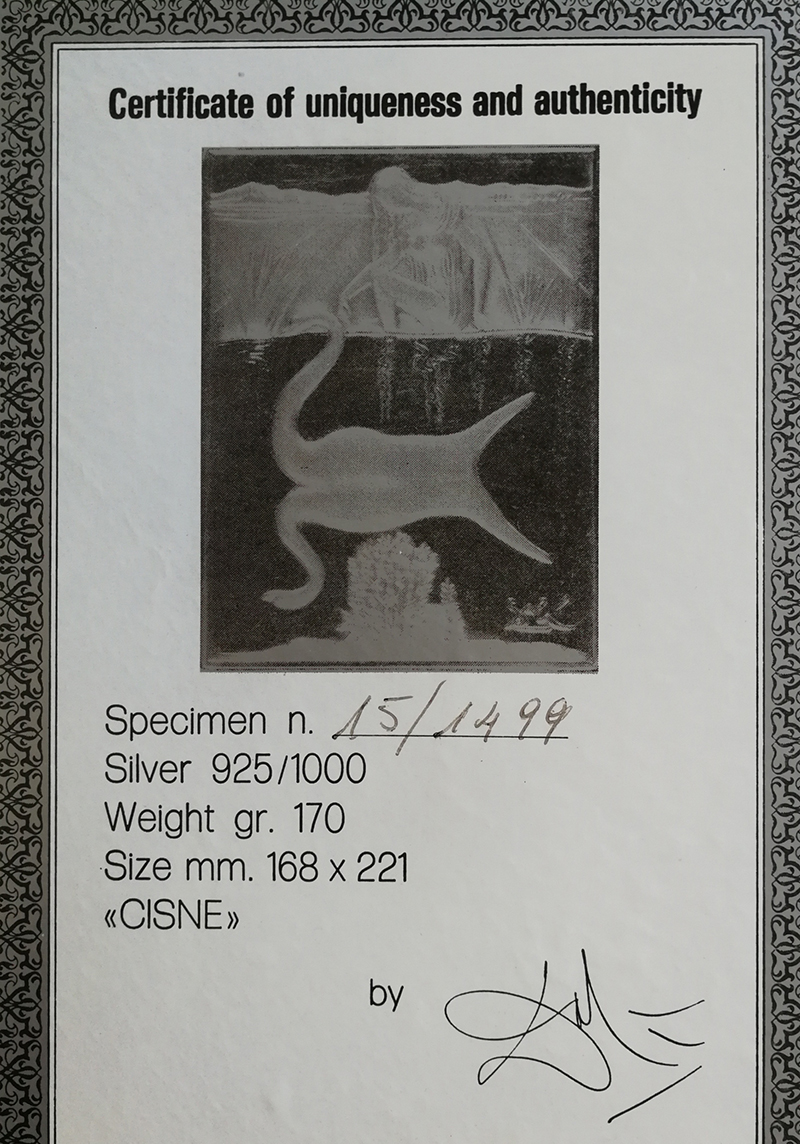 Certificate of uniqueness and authenticity
Specimen n. 15/1499
Silver 925/1000
Weight gr. 170
Size mm. 168 x 221
«CISNE»
by